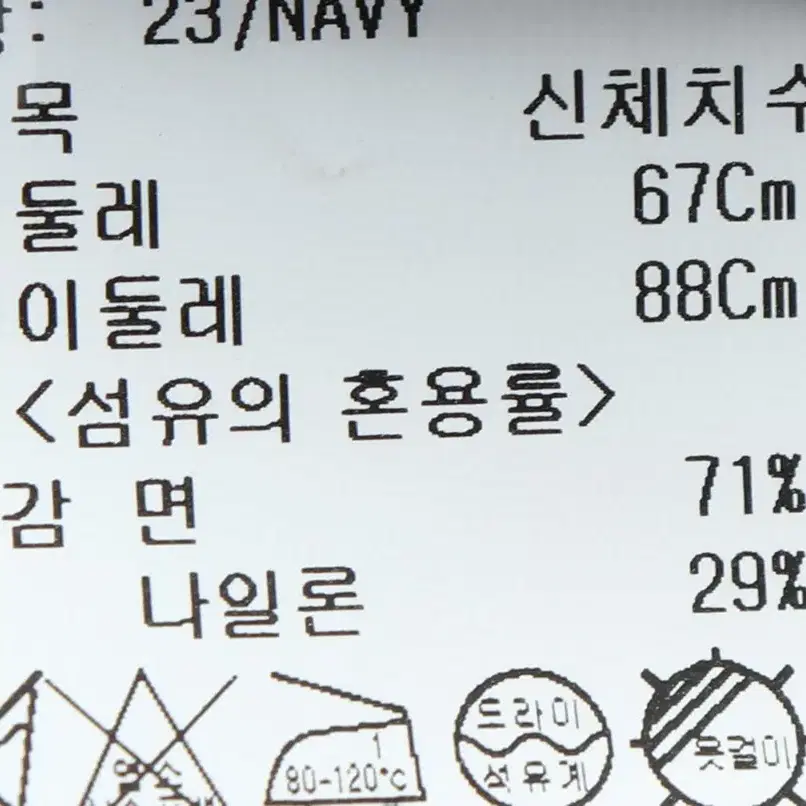 : 23/NAVY
목 신체치수
둘레 67Cm
이둘레 88Cm
<섬유의 혼용률>
감 면 71%
나일론 29%
1
80-120°c
드라이
석유계
옷걸이